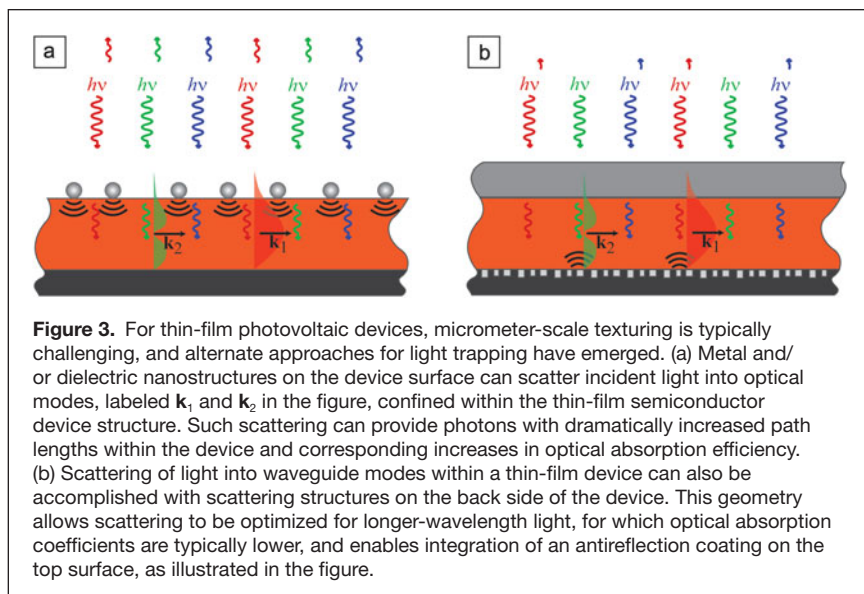 a
b
hν hν hν hν hν hν
hν hν hν hν hν hν
k2
k1
k2
k1
Figure 3. For thin-film photovoltaic devices, micrometer-scale texturing is typically
challenging, and alternate approaches for light trapping have emerged. (a) Metal and/
or dielectric nanostructures on the device surface can scatter incident light into optical
modes, labeled k1 and k2 in the figure, confined within the thin-film semiconductor
device structure. Such scattering can provide photons with dramatically increased path
lengths within the device and corresponding increases in optical absorption efficiency.
(b) Scattering of light into waveguide modes within a thin-film device can also be
accomplished with scattering structures on the back side of the device. This geometry
allows scattering to be optimized for longer-wavelength light, for which optical absorption
coefficients are typically lower, and enables integration of an antireflection coating on the
top surface, as illustrated in the figure.